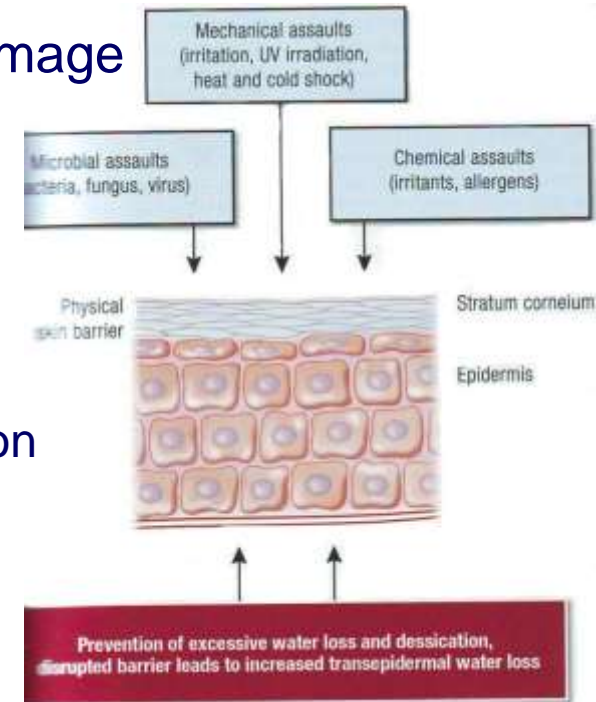 mage
Mechanical assaults
(irritation, UV irradiation,
heat and cold shock)
Microbial assaults
cteria, fungus, virus)
Chemical assaults
(irritants, allergens)
Physical
skin barrier
Stratum corneium
Epidermis
on
Prevention of excessive water loss and dessication,
disrupted barrier leads to increased transepidermal water loss